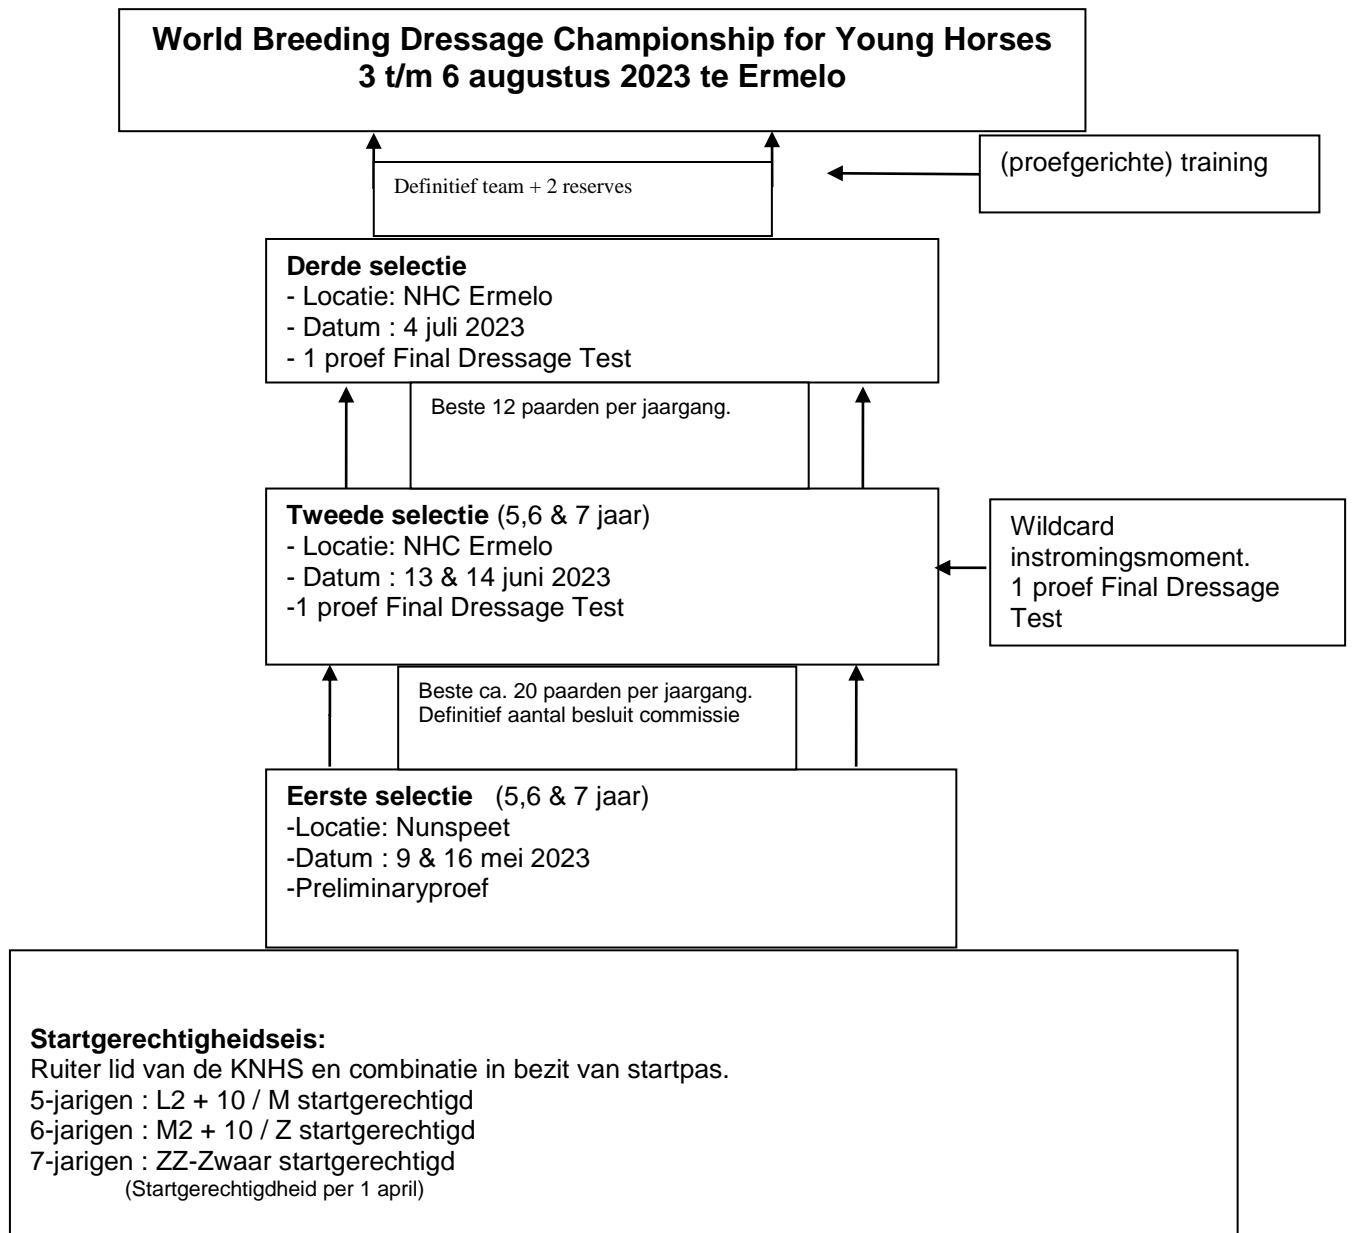 World Breeding Dressage Championship for Young Horses
3 t/m 6 augustus 2023 te Ermelo
(proefgerichte) training
Definitief team + 2 reserves
Derde selectie
- Locatie: NHC Ermelo
- Datum : 4 juli 2023
- 1 proef Final Dressage Test
Beste 12 paarden per jaargang.
Tweede selectie (5,6 & 7 jaar)
- Locatie: NHC Ermelo
- Datum : 13 & 14 juni 2023
-1 proef Final Dressage Test
Wildcard
instromingsmoment.
1 proef Final Dressage
Test
Beste ca. 20 paarden per jaargang.
Definitief aantal besluit commissie
Eerste selectie (5,6 & 7 jaar)
-Locatie: Nunspeet
-Datum : 9 & 16 mei 2023
-Preliminaryproef
Startgerechtigheidseis:
Ruiter lid van de KNHS en combinatie in bezit van startpas.
5-jarigen : L2 + 10 / M startgerechtigd
6-jarigen : M2 + 10 / Z startgerechtigd
7-jarigen : ZZ-Zwaar startgerechtigd
(Startgerechtigdheid per 1 april)